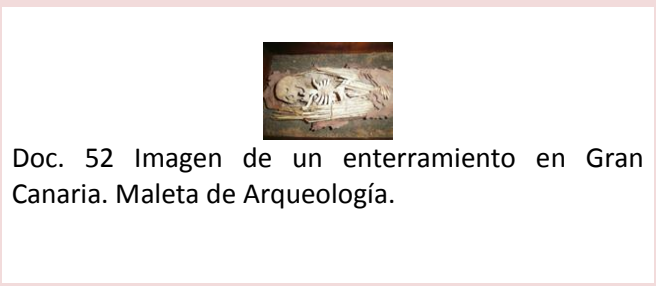 Doc. 52 Imagen de un enterramiento en Gran
Canaria. Maleta de Arqueología.